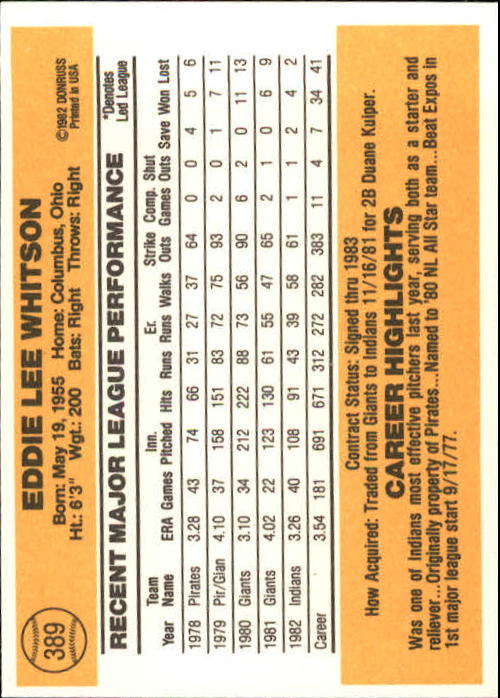 389
EDDIE LEE WHITSON
©1982 DONRUSS
Printed in USA
Born: May 19, 1955 Home: Columbus, Ohio
Ht.: 6'3" Wgt.: 200 Bats: Right Throws: Right
RECENT MAJOR LEAGUE PERFORMANCE
*Denotes
Led League
Team Inn. Er. Strike Comp. Shut
Year Name ERA Games Pitched Hits Runs Runs Walks Outs Games Outs Save Won Lost
1978 Pirates 3.28 43 74 66 31 27 37 64 0 0 4 5 6
1979 Pir/Gian 4.10 37 158 151 83 72 75 93 2 0 1 7 11
1980 Giants 3.10 34 212 222 88 73 56 90 6 2 0 11 13
1981 Giants 4.02 22 123 130 61 55 47 65 2 1 0 6 9
1982 Indians 3.26 40 108 91 43 39 58 61 1 1 2 4 2
Career 3.54 181 691 671 312 272 282 383 11 4 7 34 41
Contract Status: Signed thru 1983
How Acquired: Traded from Giants to Indians 11/16/81 for 2B Duane Kuiper.
CAREER HIGHLIGHTS
Was one of Indians most effective pitchers last year, serving both as a starter and
reliever...Originally property of Pirates...Named to '80 NL All Star team...Beat Expos in
1st major league start 9/17/77.